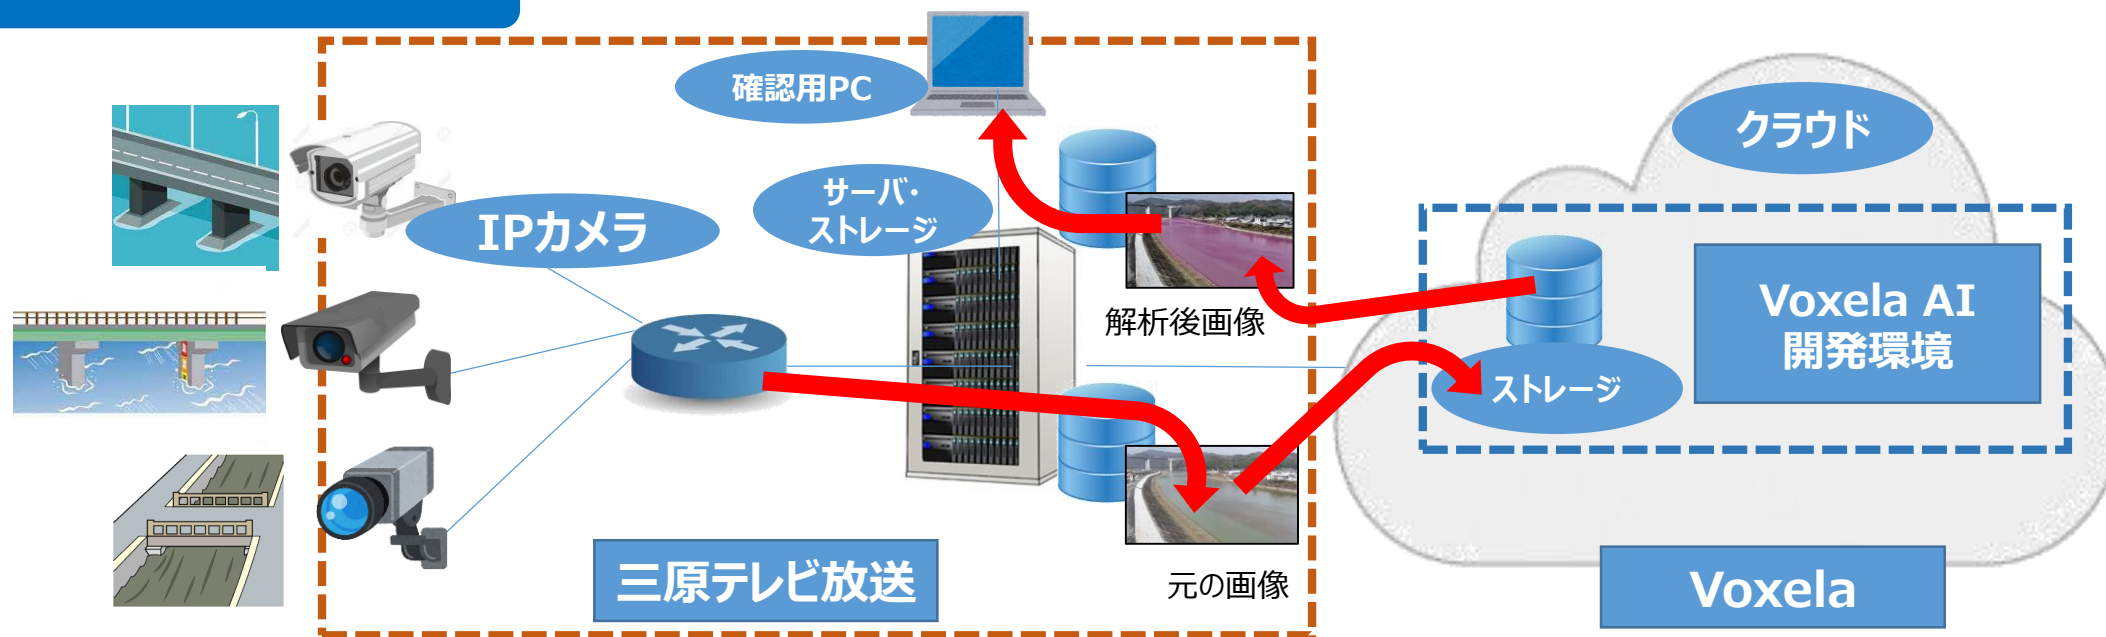 確認用PC
クラウド
サーバ・
ストレージ
IPカメラ
解析後画像
Voxela AI
開発環境
ストレージ
三原テレビ放送
元の画像
Voxela